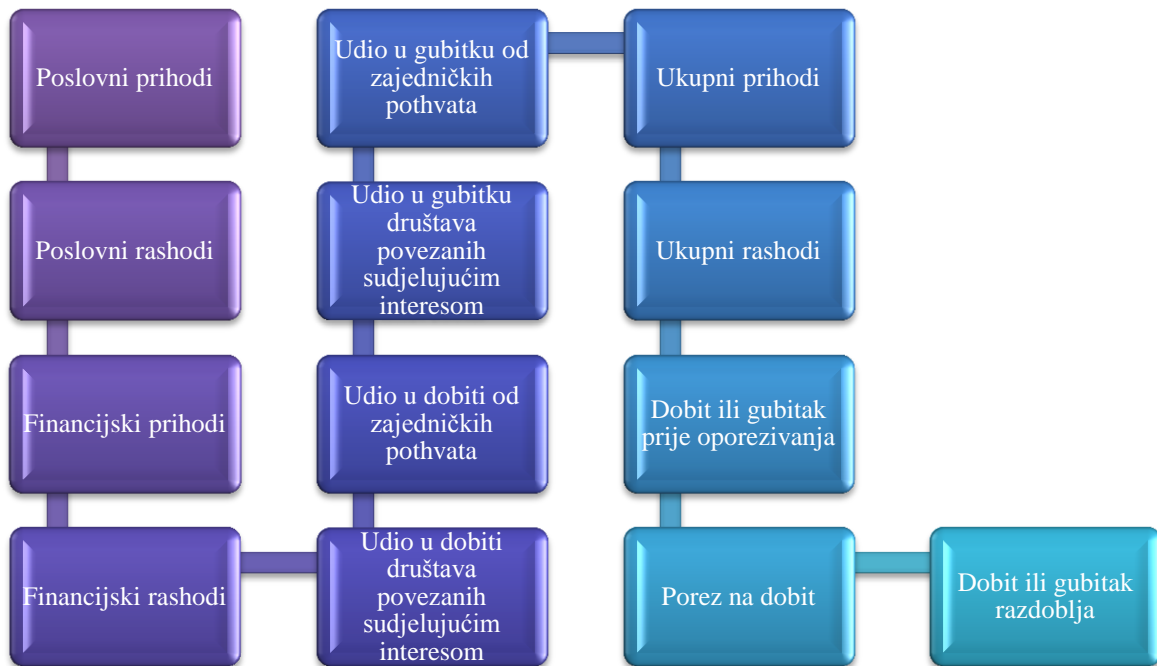 Poslovni prihodi
Poslovni rashodi
Financijski prihodi
Financijski rashodi
Udio u dobiti
društava
povezanih
sudjelujućim
interesom
Udio u dobiti od
zajedničkih
pothvata
Udio u gubitku
društava
povezanih
sudjelujućim
interesom
Udio u gubitku od
zajedničkih
pothvata
Ukupni prihodi
Ukupni rashodi
Dobit ili gubitak
prije oporezivanja
Porez na dobit
Dobit ili gubitak
razdoblja